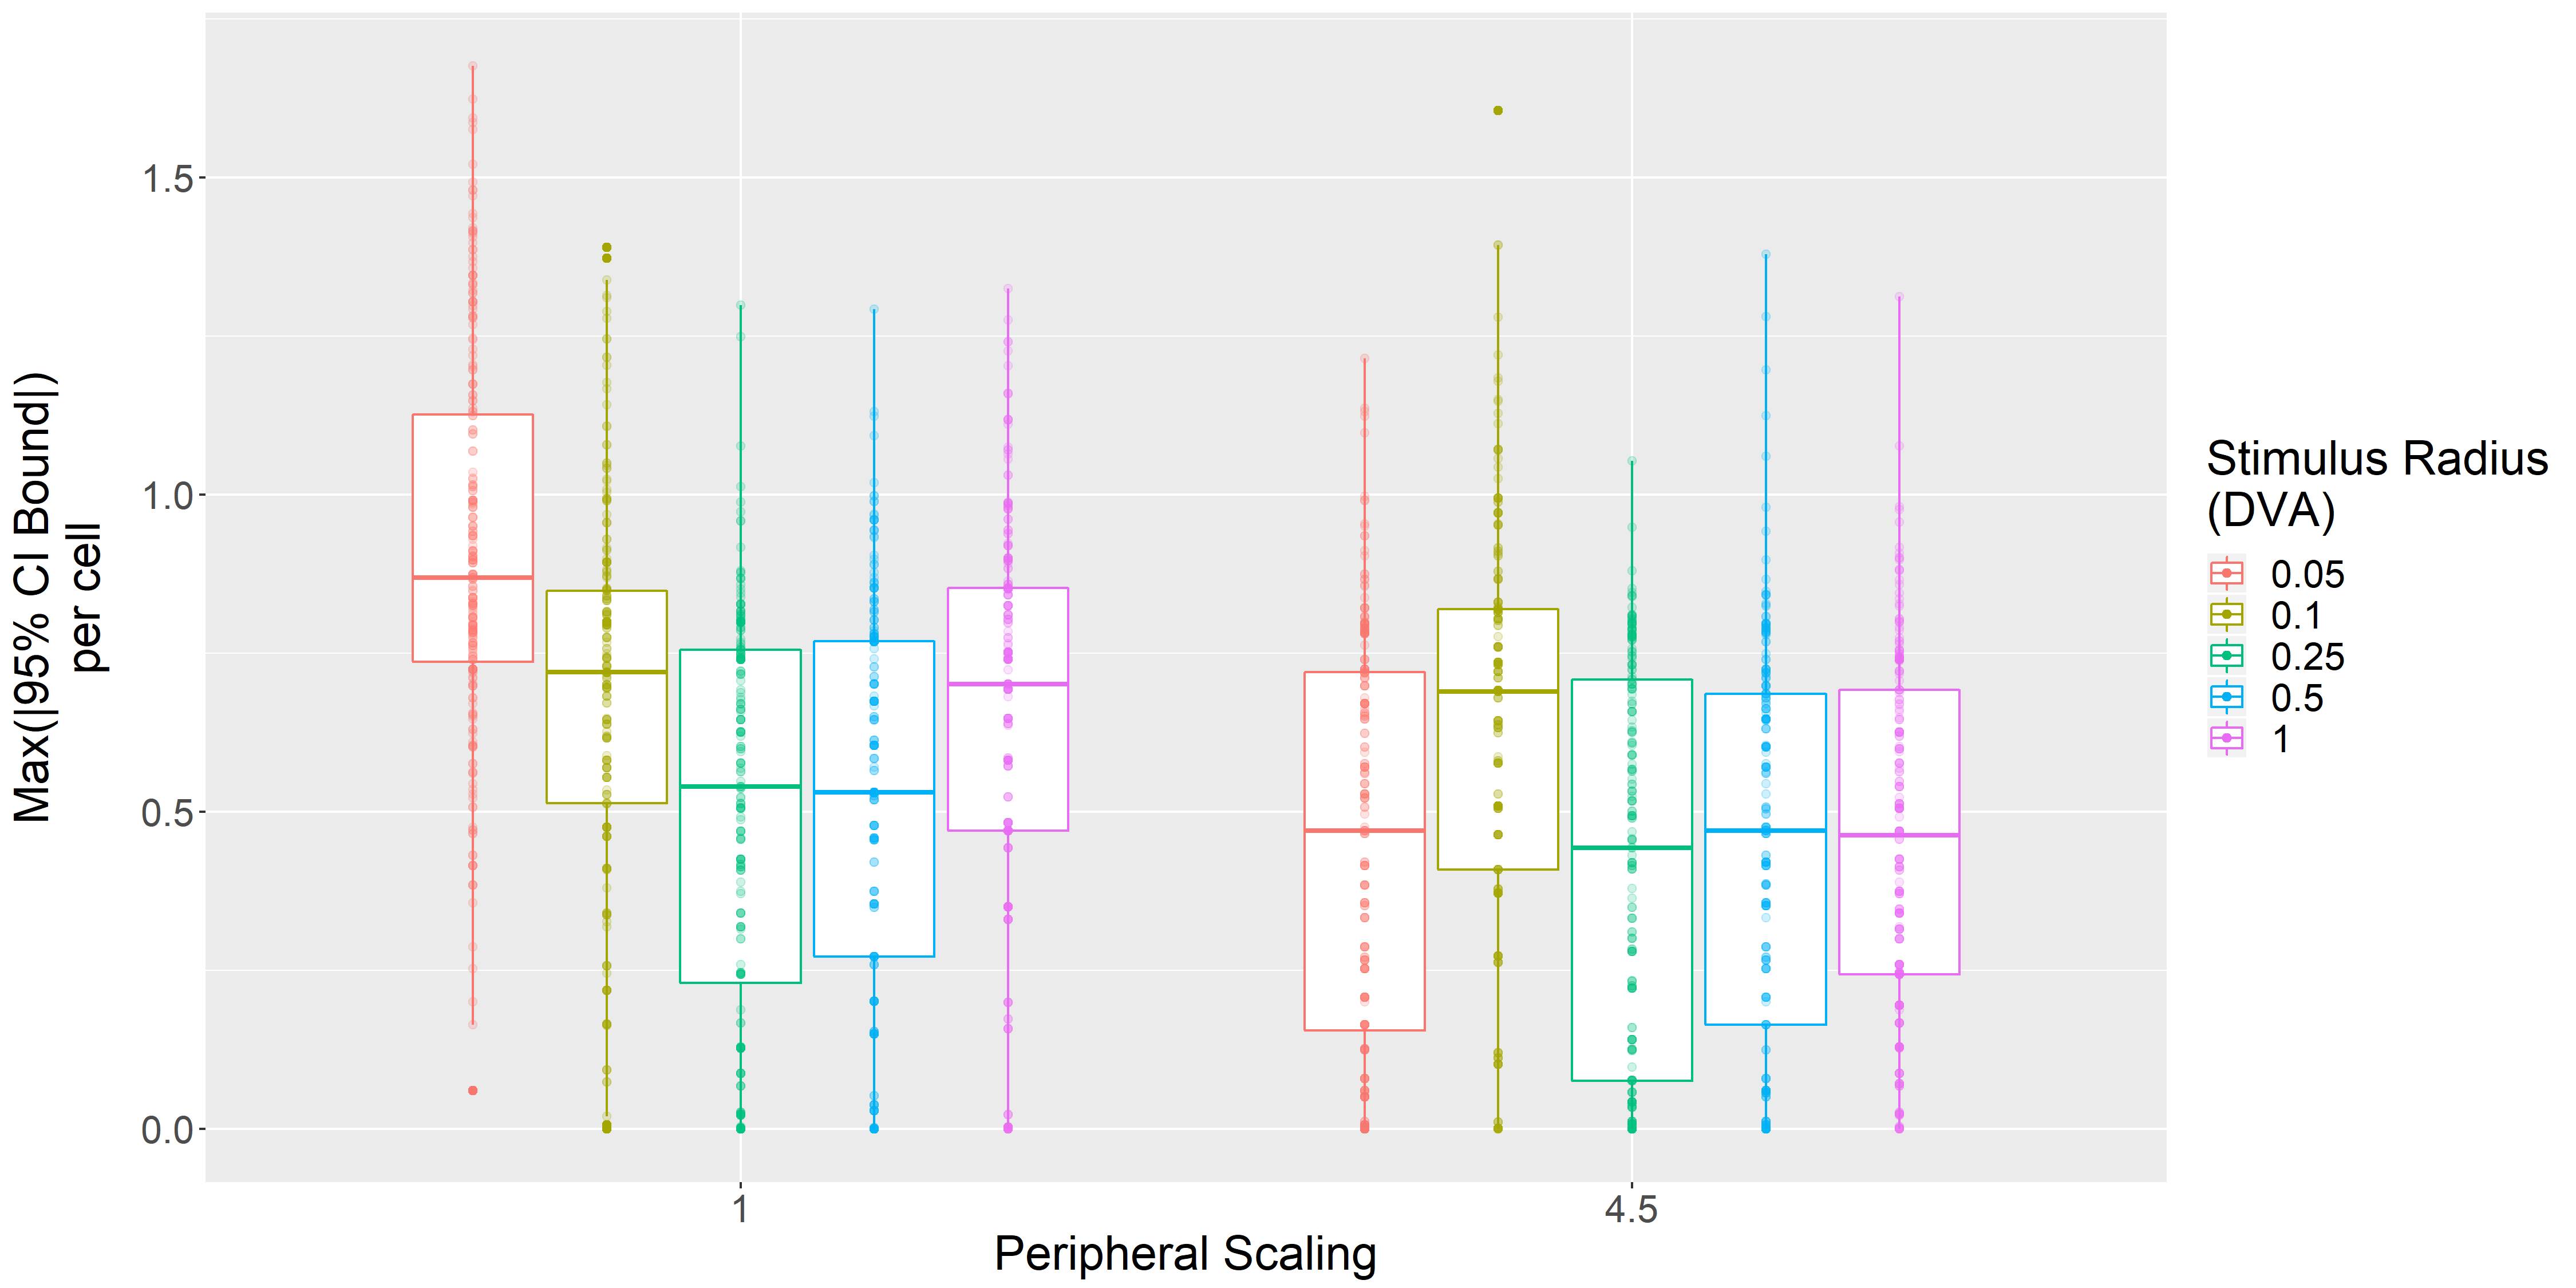 Max(|95% CI Bound|)
per cell
1.5
1.0
0.5
0.0
1
4.5
Peripheral Scaling
Stimulus Radius
(DVA)
0.05
0.1
0.25
0.5
1